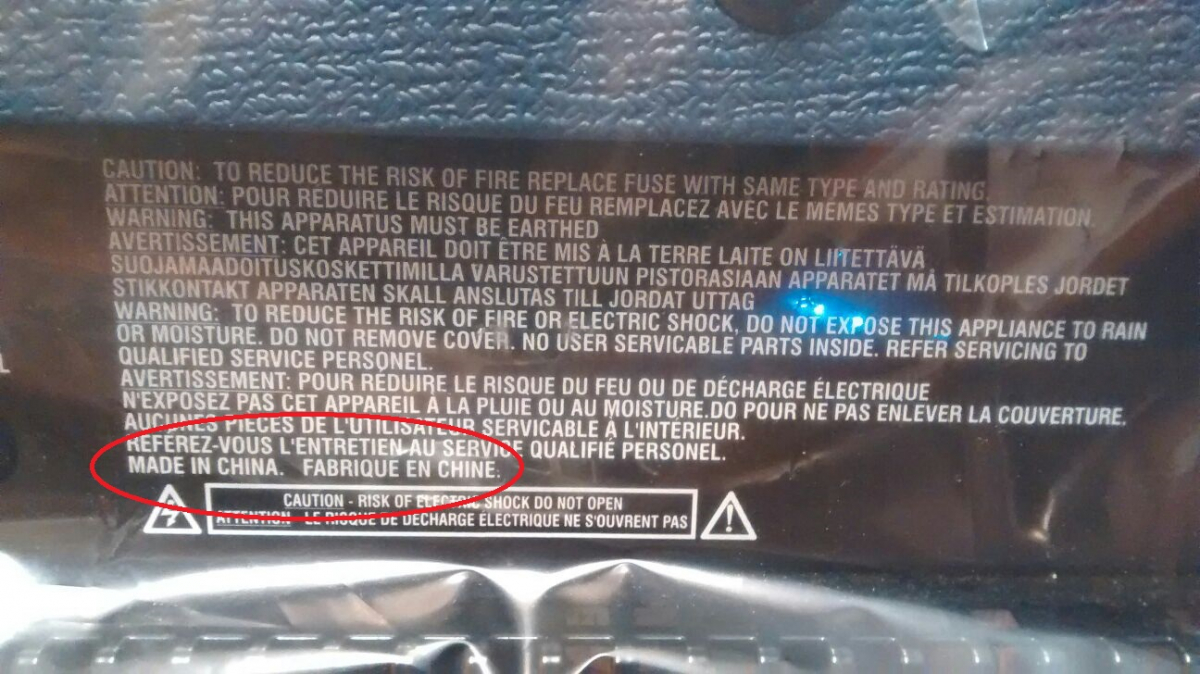 CAUTION: TO REDUCE THE RISK OF FIRE REPLACE FUSE WITH SAME TYPE AND RATING
ATTENTION: POUR REDUIRE LE RISQUE DU FEU REMPLACEZ AVEC LE MEMES TYPE ET ESTIMATION.
WARNING: THIS APPARATUS MUST BE EARTHED
AVERTISSEMENT: CET APPAREIL DOIT ÊTRE MIS À LA TERRE LAITE ON LIITETTÄVÄ
SUOJAMAADOITUSKOSKETTIMILLA VARUSTETTUUN PISTORASIAAN APPARATET MÅ TILKOPLES JORDET
STIKKONTAKT APPARATEN SKALL ANSLUTAS TILL JORDAT UTTAG
WARNING: TO REDUCE THE RISK OF FIRE OR ELECTRIC SHOCK, DO NOT EXPOSE THIS APPLIANCE TO RAIN
OR MOISTURE. DO NOT REMOVE COVER. NO USER SERVICABLE PARTS INSIDE. REFER SERVICING TO
QUALIFIED SERVICE PERSONEL.
AVERTISSEMENT: POUR RÉDUIRE LE RISQUE DU FEU OU DE DÉCHARGE ÉLECTRIQUE
N'EXPOSEZ PAS CET APPAREIL À LA PLUIE OU AU MOISTURE.DO POUR NE PAS ENLEVER LA COUVERTURE.
AUCUNES PIÈCES DE L'UTILISATEUR SERVICABLE À L'INTÉRIEUR.
RÉFÉREZ-VOUS L'ENTRETIEN AU SERVICE QUALIFIÉ PERSONEL.
MADE IN CHINA. FABRIQUE EN CHINE.
CAUTION - RISK OF ELECTRIC SHOCK DO NOT OPEN
ATTENTION - LE RISQUE DE DÉCHARGE ÉLECTRIQUE NE S'OUVRENT PAS